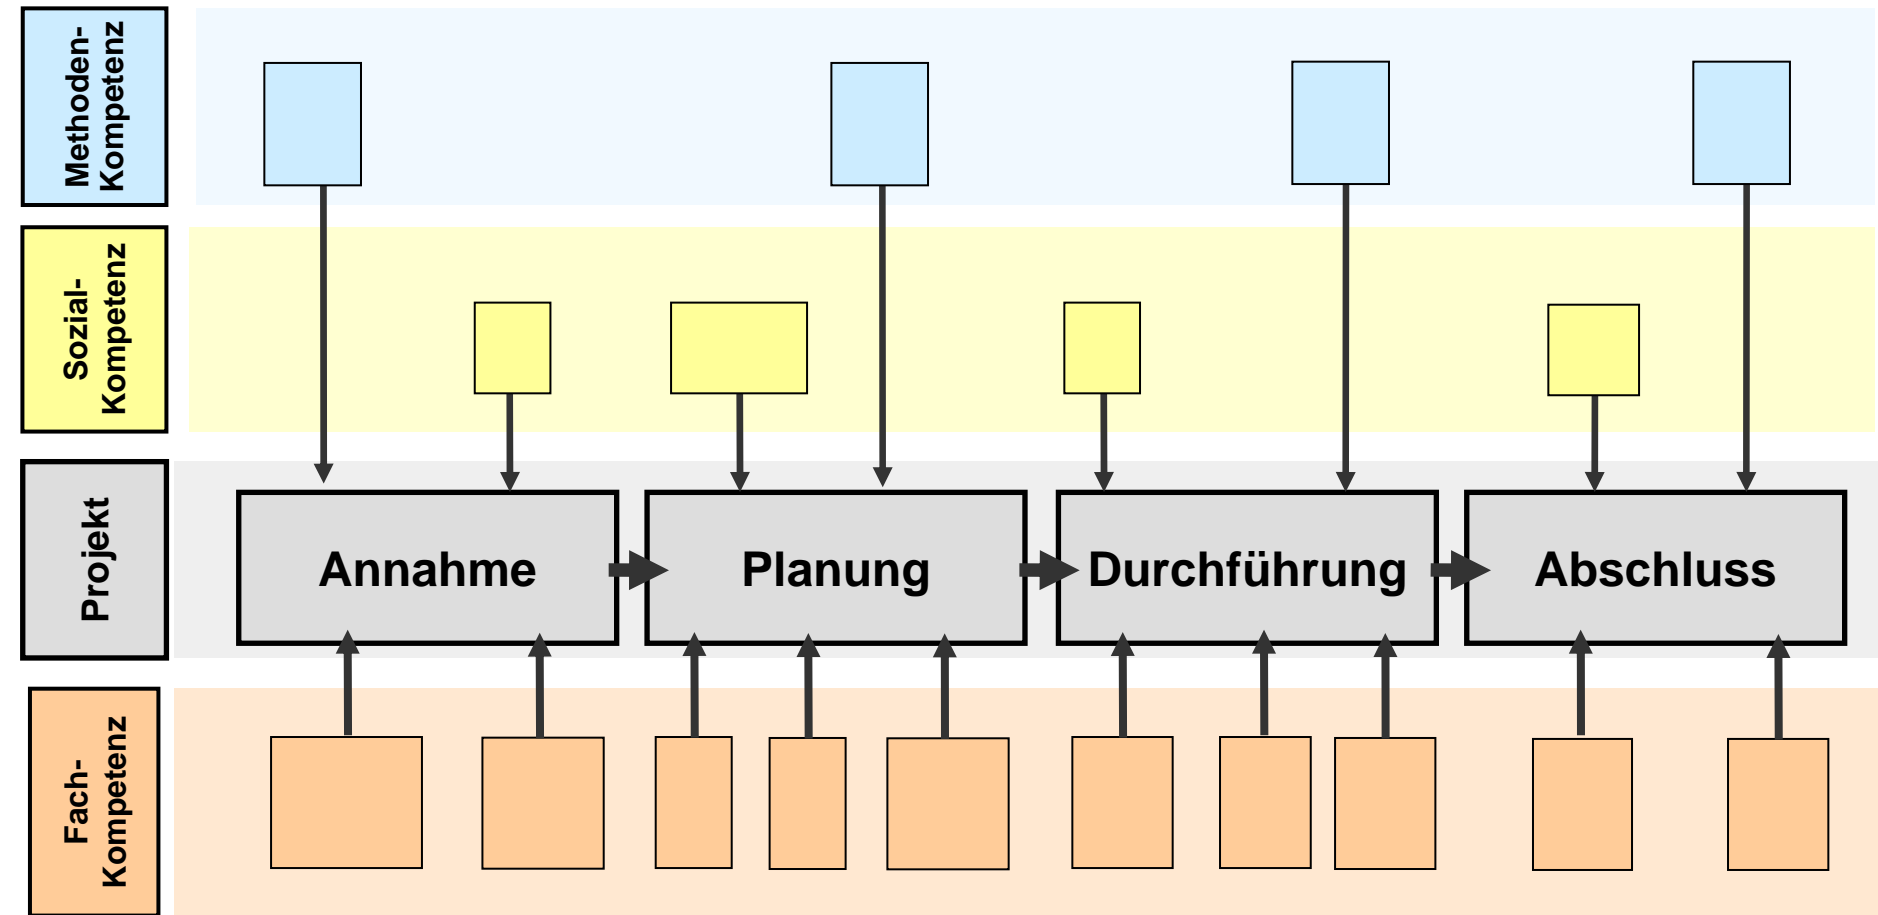 Methoden-
Kompetenz
Sozial-
Kompetenz
Projekt
Annahme
Planung
Durchführung
Abschluss
Fach-
Kompetenz